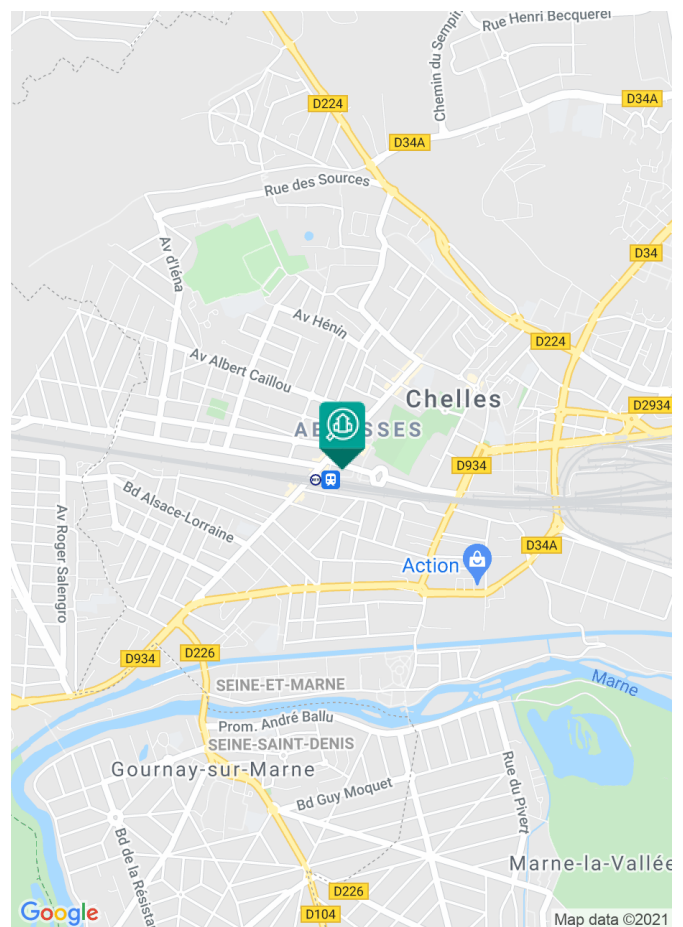 Rue Henri Becquerel
Chemin du Sempin
D224
D34A
D34A
Rue des Sources
Av d'Iéna
D34
Av Hénin
D224
Av Albert Caillou
Chelles
D2934
D934
Bd Alsace-Lorraine
Av Roger Salengro
D34A
Action
D226
D934
SEINE-ET-MARNE
Marne
Prom. André Ballu
SEINE-SAINT-DENIS
Gournay-sur-Marne
Bd Guy Moquet
Rue du Pivert
Bd de la Résista
Marne-la-Vallée
D226
D104
Google
Map data ©2021